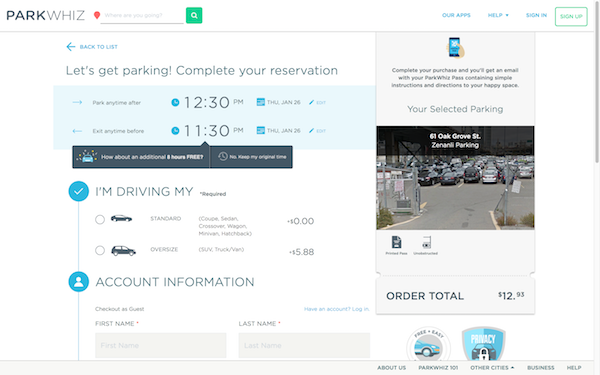 PARKWHIZ
Where are you going?
OUR APPS
HELP
SIGN IN
SIGN UP
BACK TO LIST
Let's get parking! Complete your reservation
Park anytime after
12:30 PM
THU, JAN 26
EDIT
Exit anytime before
11:30 PM
THU, JAN 26
EDIT
How about an additional 8 hours FREE?
No. Keep my original time
I'M DRIVING MY *Required
STANDARD
(Coupe, Sedan,
Crossover, Wagon,
Minivan, Hatchback)
+$0.00
OVERSIZE
(SUV, Truck/Van)
+$5.88
ACCOUNT INFORMATION
Checkout as Guest
Have an account? Log in
FIRST NAME *
LAST NAME *
First Name
Last Name
Complete your purchase and you'll get an email
with your ParkWhiz Pass containing simple
instructions and directions to your happy space.
Your Selected Parking
61 Oak Grove St.
Zenanli Parking
Printed Pass
Unobstructed
ORDER TOTAL
$12.93
FREE + EASY
PRIVACY
ABOUT US
PARKWHIZ 101
OTHER CITIES
BUSINESS
HELP